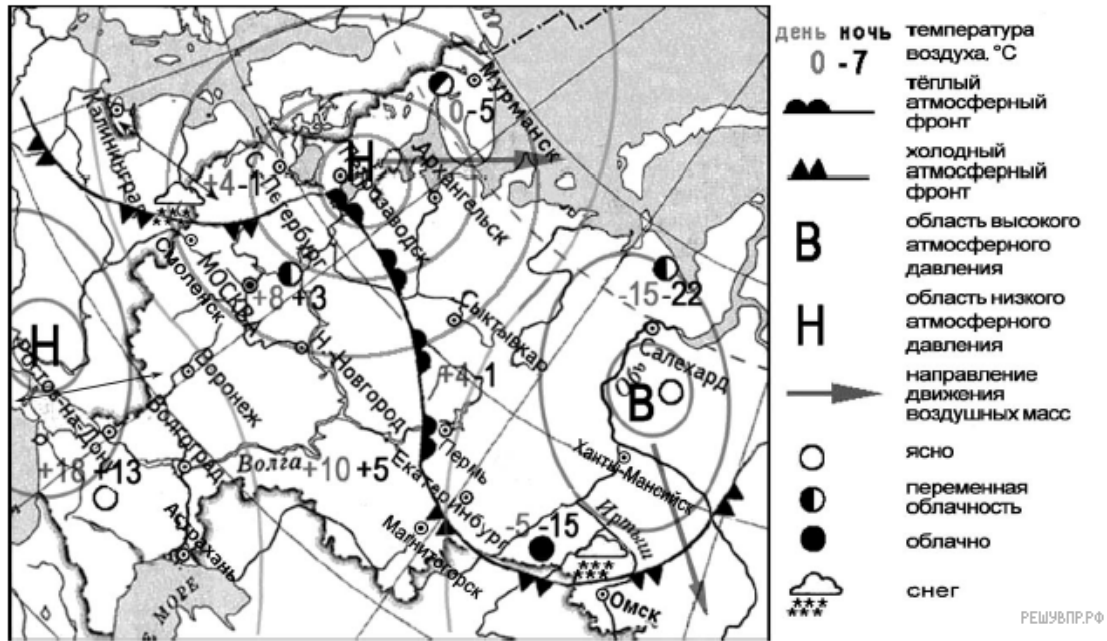 Мурманск
0 -5
Калининград
Н
Архангельск
+4 -1
С.-Петербург
Петрозаводск
Смоленск
МОСКВА
+8 +3
-15 -22
Сыктывкар
Салехард
Н
Н.-Новгород
Обь
В
+4 -1
Ростов-на-Дону
Воронеж
Волгоград
Пермь
Ханты-Мансийск
+18 +13
Волга
+10 +5
Екатеринбург
-5 -15
Иртыш
Магнитогорск
Астрахань
Омск
Е МОРЕ
день ночь
0 -7
температура
воздуха, °С
тёплый
атмосферный
фронт
холодный
атмосферный
фронт
В
область высокого
атмосферного
давления
Н
область низкого
атмосферного
давления
направление
движения
воздушных масс
ясно
переменная
облачность
облачно
снег
РЕШУВПР.РФ